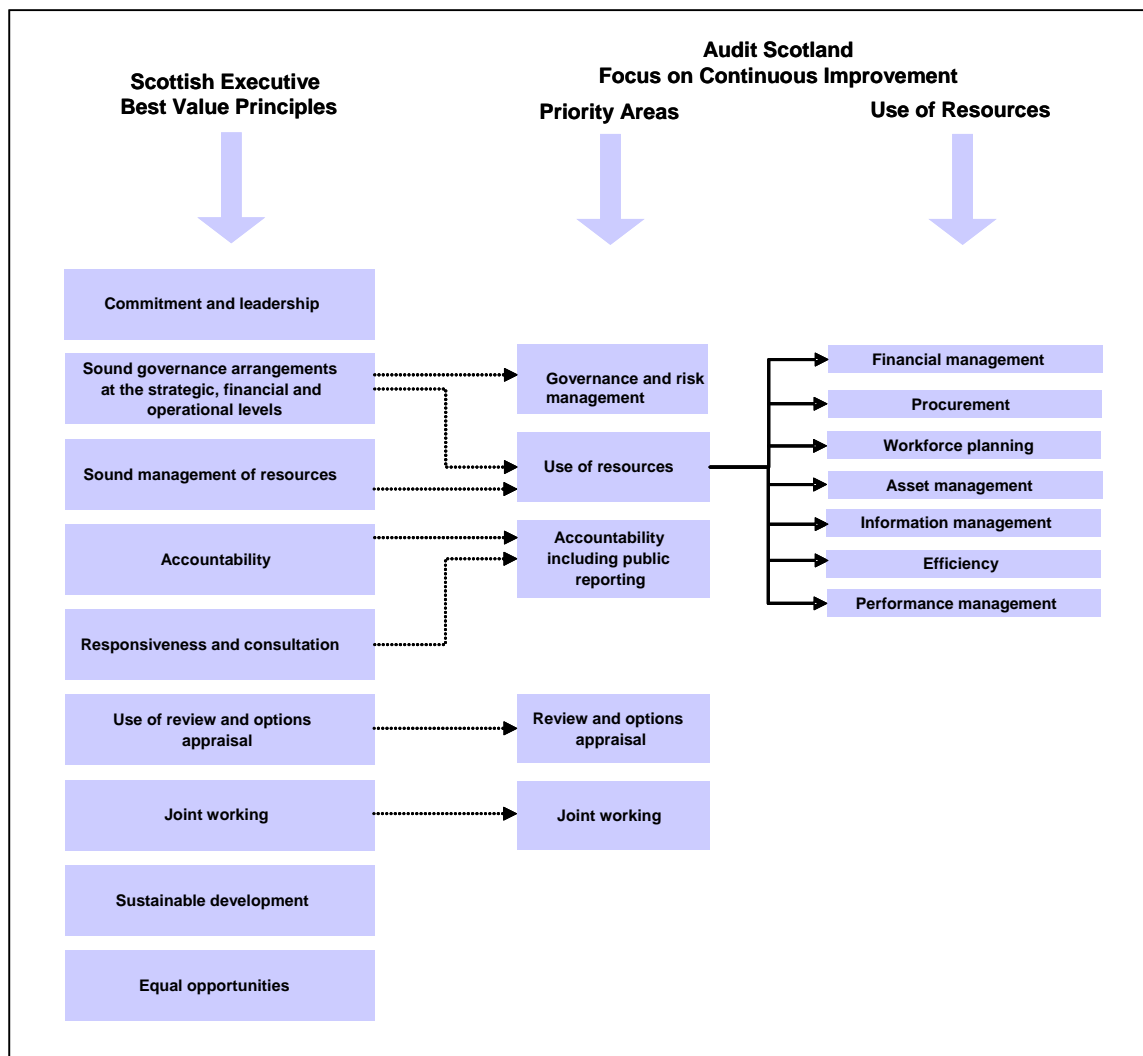 Audit Scotland
Focus on Continuous Improvement
Scottish Executive
Best Value Principles
Priority Areas
Use of Resources
Commitment and leadership
Sound governance arrangements
at the strategic, financial and
operational levels
Sound management of resources
Accountability
Responsiveness and consultation
Use of review and options
appraisal
Joint working
Sustainable development
Equal opportunities
Governance and risk
management
Use of resources
Accountability
including public
reporting
Review and options
appraisal
Joint working
Financial management
Procurement
Workforce planning
Asset management
Information management
Efficiency
Performance management